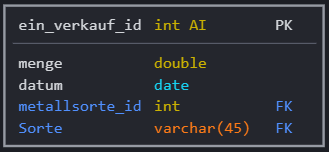 ein_verkauf_id int AI PK
menge double
datum date
metallsorte_id int FK
Sorte varchar(45) FK